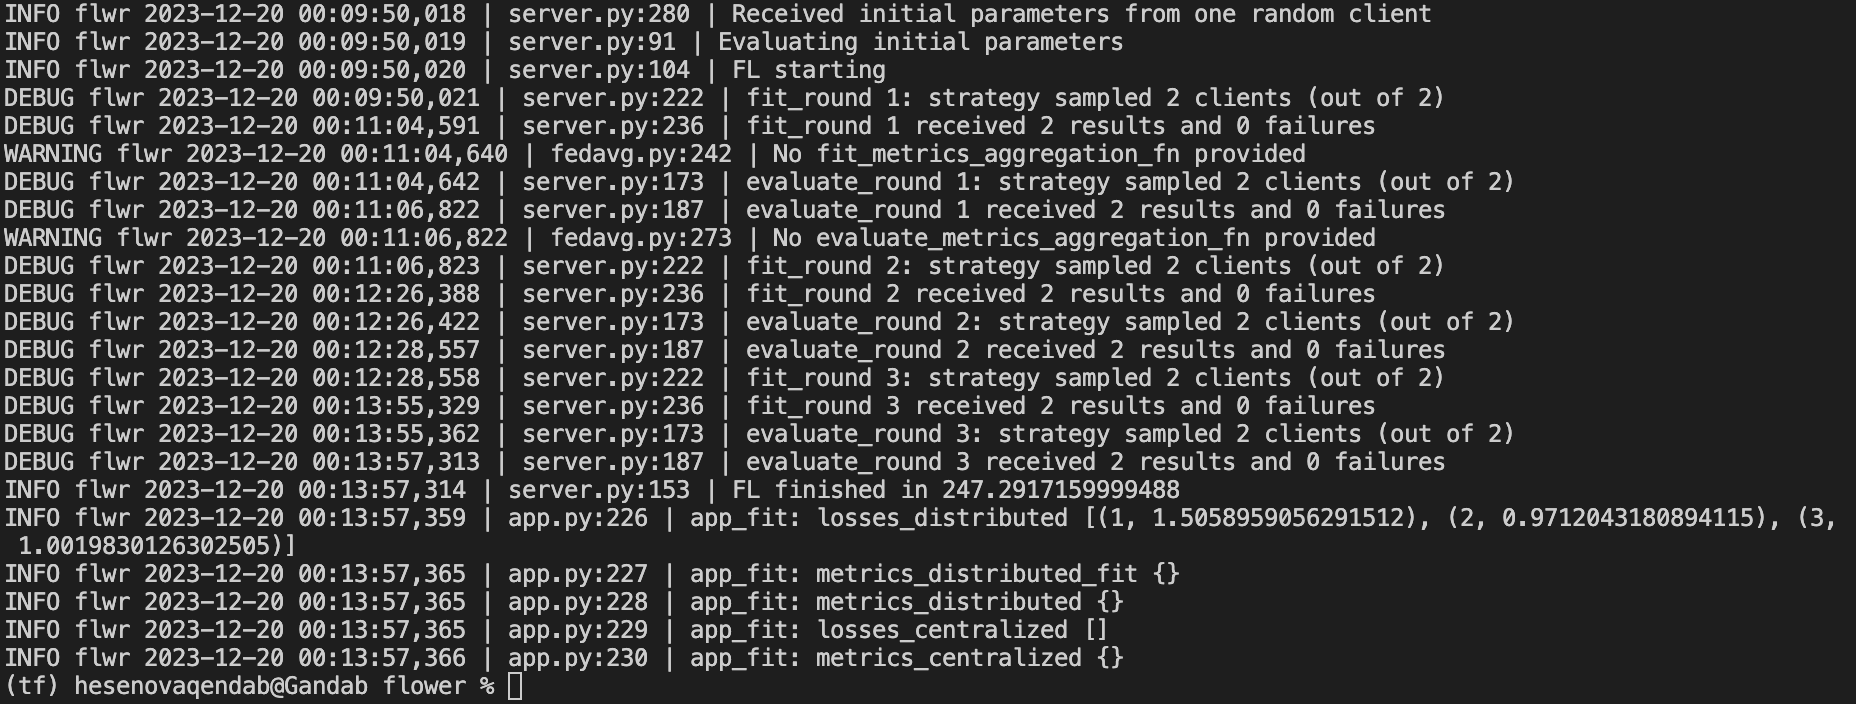 INFO flwr 2023-12-20 00:09:50,018 | server.py:280 | Received initial parameters from one random client
INFO flwr 2023-12-20 00:09:50,019 | server.py:91 | Evaluating initial parameters
INFO flwr 2023-12-20 00:09:50,020 | server.py:104 | FL starting
DEBUG flwr 2023-12-20 00:09:50,021 | server.py:222 | fit_round 1: strategy sampled 2 clients (out of 2)
DEBUG flwr 2023-12-20 00:11:04,591 | server.py:236 | fit_round 1 received 2 results and 0 failures
WARNING flwr 2023-12-20 00:11:04,640 | fedavg.py:242 | No fit_metrics_aggregation_fn provided
DEBUG flwr 2023-12-20 00:11:04,642 | server.py:173 | evaluate_round 1: strategy sampled 2 clients (out of 2)
DEBUG flwr 2023-12-20 00:11:06,822 | server.py:187 | evaluate_round 1 received 2 results and 0 failures
WARNING flwr 2023-12-20 00:11:06,822 | fedavg.py:273 | No evaluate_metrics_aggregation_fn provided
DEBUG flwr 2023-12-20 00:11:06,823 | server.py:222 | fit_round 2: strategy sampled 2 clients (out of 2)
DEBUG flwr 2023-12-20 00:12:26,388 | server.py:236 | fit_round 2 received 2 results and 0 failures
DEBUG flwr 2023-12-20 00:12:26,422 | server.py:173 | evaluate_round 2: strategy sampled 2 clients (out of 2)
DEBUG flwr 2023-12-20 00:12:28,557 | server.py:187 | evaluate_round 2 received 2 results and 0 failures
DEBUG flwr 2023-12-20 00:12:28,558 | server.py:222 | fit_round 3: strategy sampled 2 clients (out of 2)
DEBUG flwr 2023-12-20 00:13:55,329 | server.py:236 | fit_round 3 received 2 results and 0 failures
DEBUG flwr 2023-12-20 00:13:55,362 | server.py:173 | evaluate_round 3: strategy sampled 2 clients (out of 2)
DEBUG flwr 2023-12-20 00:13:57,313 | server.py:187 | evaluate_round 3 received 2 results and 0 failures
INFO flwr 2023-12-20 00:13:57,314 | server.py:153 | FL finished in 247.2917159999488
INFO flwr 2023-12-20 00:13:57,359 | app.py:226 | app_fit: losses_distributed [(1, 1.5058959056291512), (2, 0.9712043180894115), (3,
 1.0019830126302505)]
INFO flwr 2023-12-20 00:13:57,365 | app.py:227 | app_fit: metrics_distributed_fit {}
INFO flwr 2023-12-20 00:13:57,365 | app.py:228 | app_fit: metrics_distributed {}
INFO flwr 2023-12-20 00:13:57,365 | app.py:229 | app_fit: losses_centralized []
INFO flwr 2023-12-20 00:13:57,366 | app.py:230 | app_fit: metrics_centralized {}
(tf) hesenovaqendab@Gandab flower %